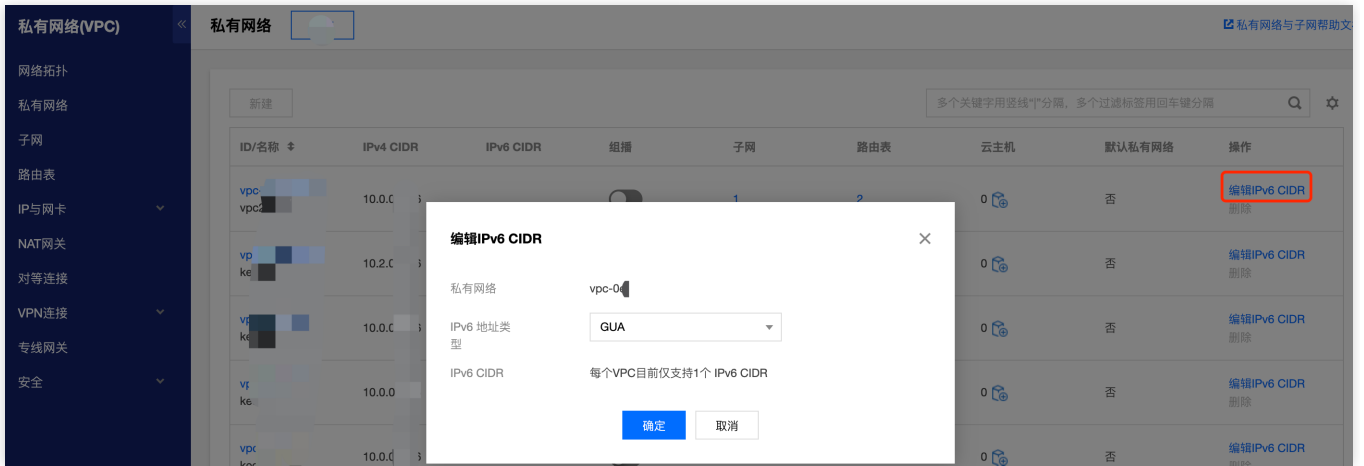 私有网络(VPC)
«
私有网络
私有网络与子网帮助文
网络拓扑
私有网络
子网
路由表
IP与网卡
NAT网关
对等连接
VPN连接
专线网关
安全
新建
多个关键字用竖线"|"分隔，多个过滤标签用回车键分隔
ID/名称 IPv4 CIDR IPv6 CIDR 组播 子网 路由表 云主机 默认私有网络 操作
vpc- 10.0.0 1 2 0 否 编辑IPv6 CIDR
vpc2 删除
vp 10.2.0 0 否 编辑IPv6 CIDR
ke 删除
vp 10.0.0 0 否 编辑IPv6 CIDR
ke 删除
vp 10.0.0 0 否 编辑IPv6 CIDR
ke 删除
vpc 10.0.0 0 否 编辑IPv6 CIDR
编辑IPv6 CIDR
私有网络 vpc-0
IPv6 地址类
型
GUA
IPv6 CIDR 每个VPC目前仅支持1个 IPv6 CIDR
确定 取消